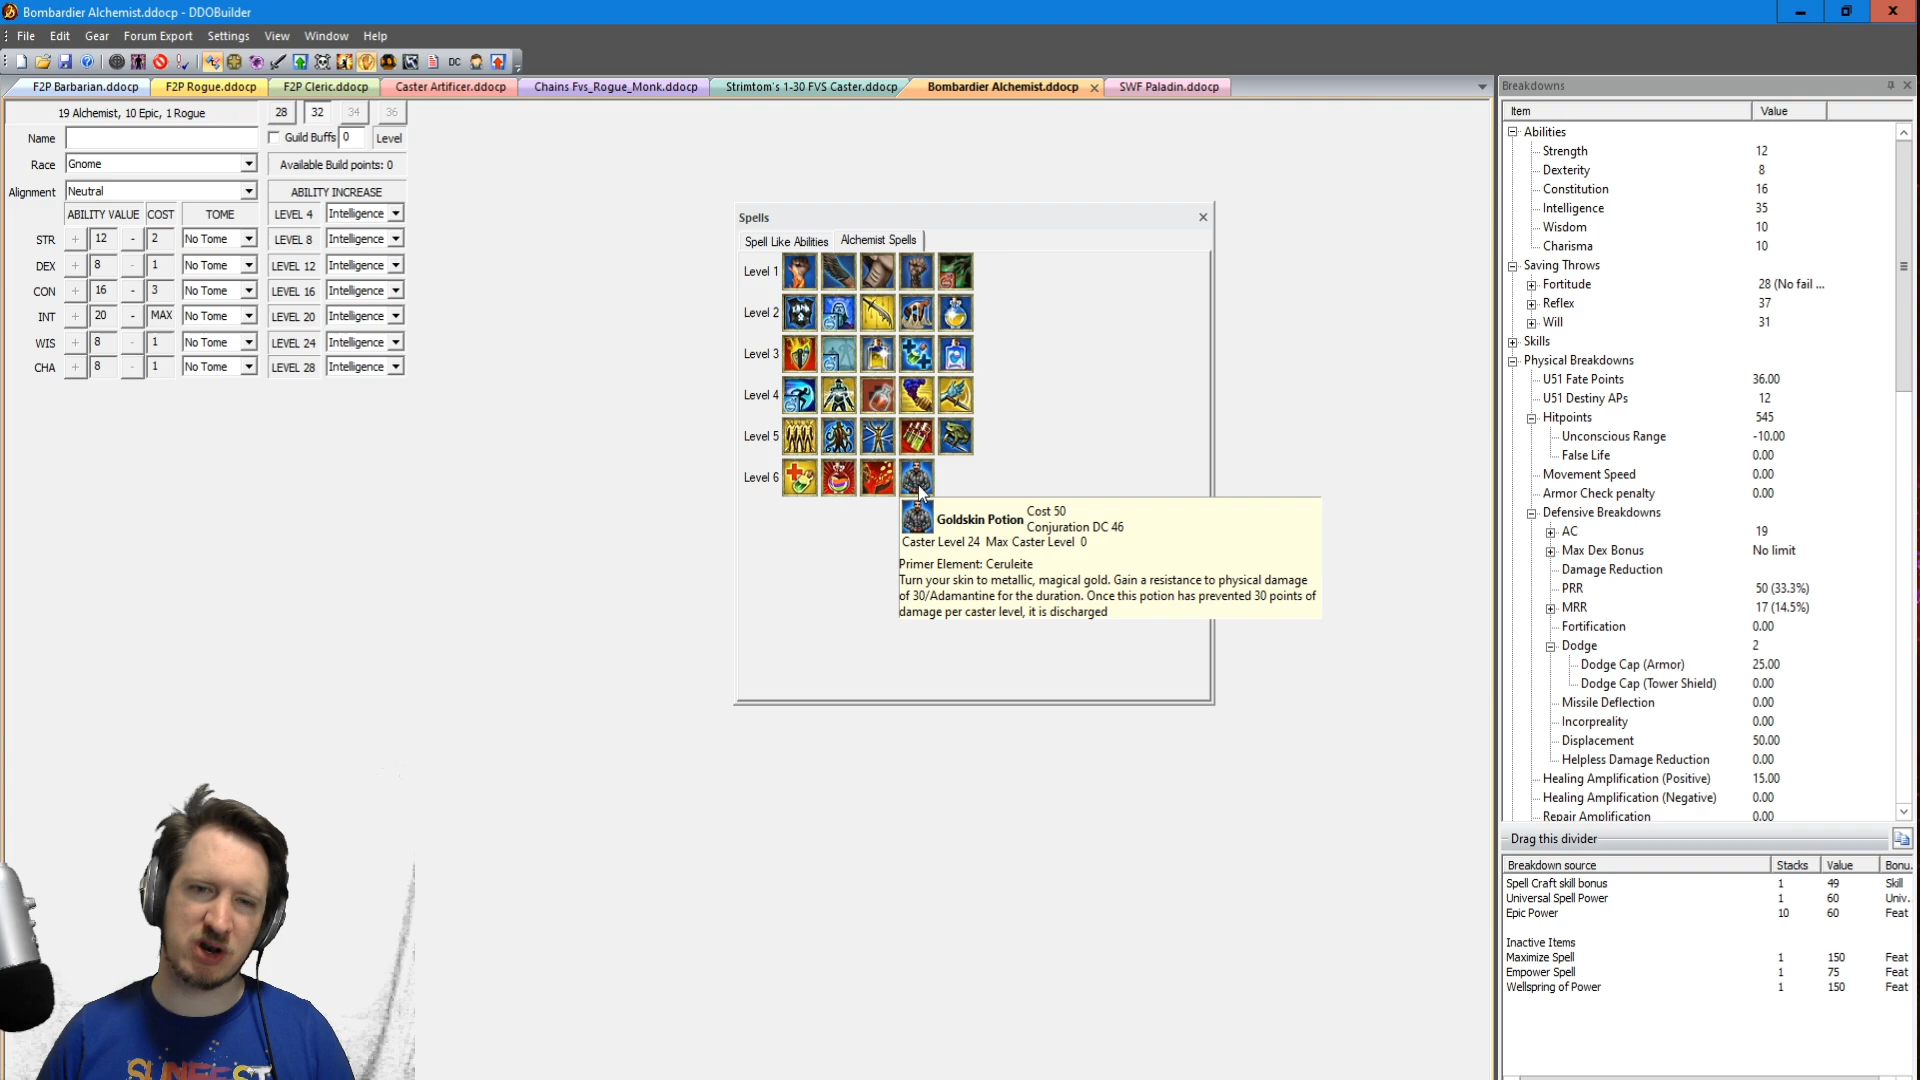 Bombardier Alchemist.ddocp - DDOBuilder
File Edit Gear Forum Export Settings View Window Help
DC
F2P Barbarian.ddocp F2P Rogue.ddocp F2P Cleric.ddocp Caster Artificer.ddocp Chains Fvs_Rogue_Monk.ddocp Strimtom's 1-30 FVS Caster.ddocp Bombardier Alchemist.ddocp SWF Paladin.ddocp
19 Alchemist, 10 Epic, 1 Rogue 28 32 34 36
Name Guild Buffs 0 Level
Race Gnome Available Build points: 0
Alignment Neutral ABILITY INCREASE
ABILITY VALUE COST TOME LEVEL 4 Intelligence
STR + 12 - 2 No Tome LEVEL 8 Intelligence
DEX + 8 - 1 No Tome LEVEL 12 Intelligence
CON + 16 - 3 No Tome LEVEL 16 Intelligence
INT + 20 - MAX No Tome LEVEL 20 Intelligence
WIS + 8 - 1 No Tome LEVEL 24 Intelligence
CHA + 8 - 1 No Tome LEVEL 28 Intelligence
Spells
Spell Like Abilities Alchemist Spells
Level 1
Level 2
Level 3
Level 4
Level 5
Level 6
Goldskin Potion Cost 50
Conjuration DC 46
Caster Level 24 Max Caster Level 0
Primer Element: Ceruleite
Turn your skin to metallic, magical gold. Gain a resistance to physical damage
of 30/Adamantine for the duration. Once this potion has prevented 30 points of
damage per caster level, it is discharged
Breakdowns
Item Value
Abilities
Strength 12
Dexterity 8
Constitution 16
Intelligence 35
Wisdom 10
Charisma 10
Saving Throws
Fortitude 28 (No fail ...
Reflex 37
Will 31
Skills
Physical Breakdowns
U51 Fate Points 36.00
U51 Destiny APs 12
Hitpoints 545
Unconscious Range -10.00
False Life 0.00
Movement Speed 0.00
Armor Check penalty 0.00
Defensive Breakdowns
AC 19
Max Dex Bonus No limit
Damage Reduction
PRR 50 (33.3%)
MRR 17 (14.5%)
Fortification 0.00
Dodge 2
Dodge Cap (Armor) 25.00
Dodge Cap (Tower Shield) 0.00
Missile Deflection 0.00
Incorpreality 0.00
Displacement 50.00
Helpless Damage Reduction 0.00
Healing Amplification (Positive) 15.00
Healing Amplification (Negative) 0.00
Repair Amplification 0.00
Drag this divider
Breakdown source Stacks Value Bonu.
Spell Craft skill bonus 1 49 Skill
Universal Spell Power 1 60 Univ..
Epic Power 10 60 Feat
Inactive Items
Maximize Spell 1 150 Feat
Empower Spell 1 75 Feat
Wellspring of Power 1 150 Feat
SUNFEST